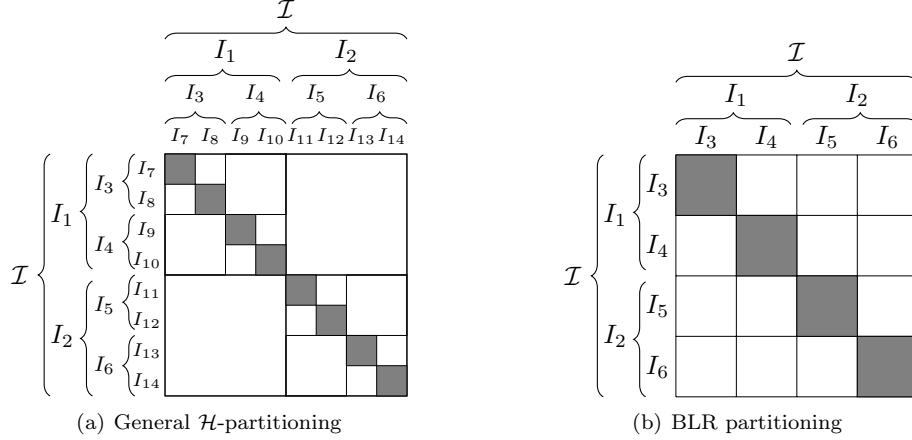 𝓘
I₁ I₂
I₃ I₄ I₅ I₆
I₇ I₈ I₉ I₁₀ I₁₁ I₁₂ I₁₃ I₁₄
𝓘
I₁
I₂
I₃
I₄
I₅
I₆
I₇
I₈
I₉
I₁₀
I₁₁
I₁₂
I₁₃
I₁₄
(a) General 𝓗-partitioning
𝓘
I₁ I₂
I₃ I₄ I₅ I₆
𝓘
I₁
I₂
I₃
I₄
I₅
I₆
(b) BLR partitioning